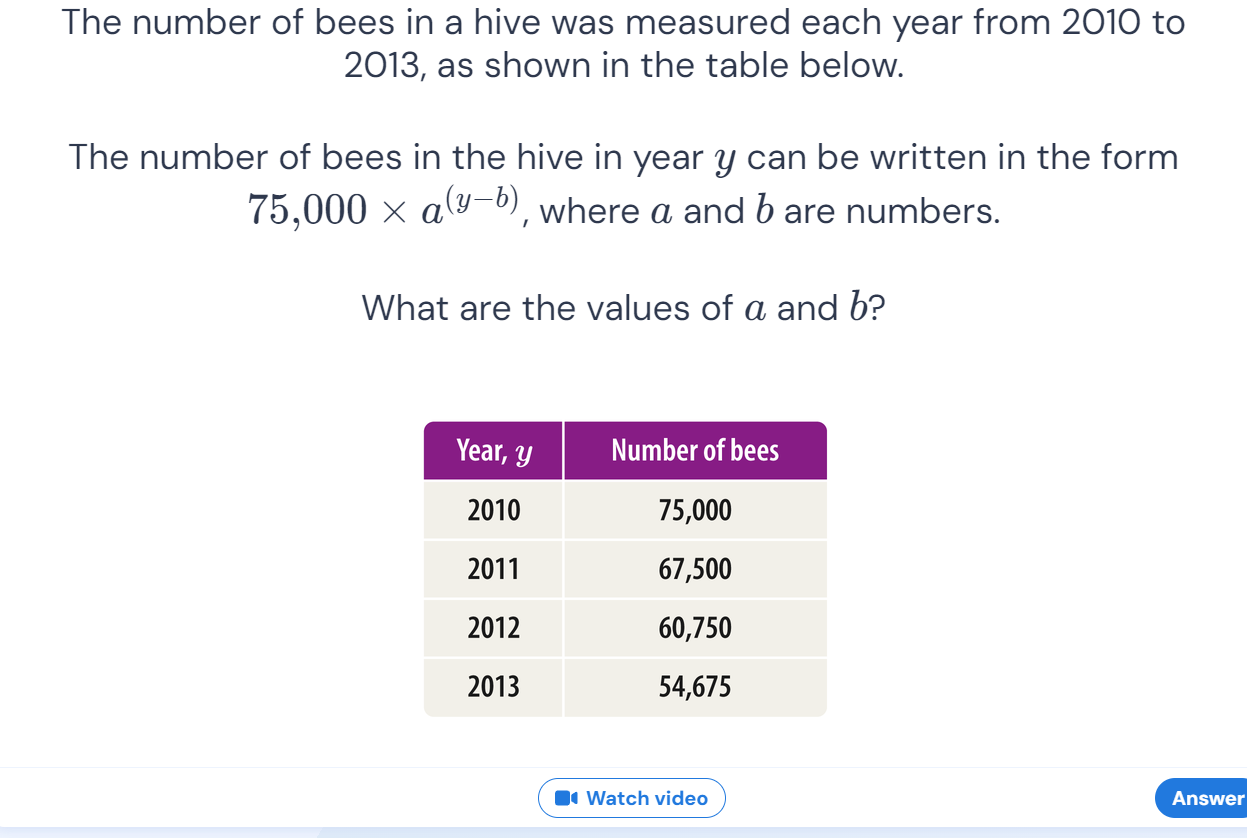 The number of bees in a hive was measured each year from 2010 to
2013, as shown in the table below.
The number of bees in the hive in year y can be written in the form
75,000 × a^(y−b), where a and b are numbers.
What are the values of a and b?
Year, y Number of bees
2010 75,000
2011 67,500
2012 60,750
2013 54,675
Watch video
Answer